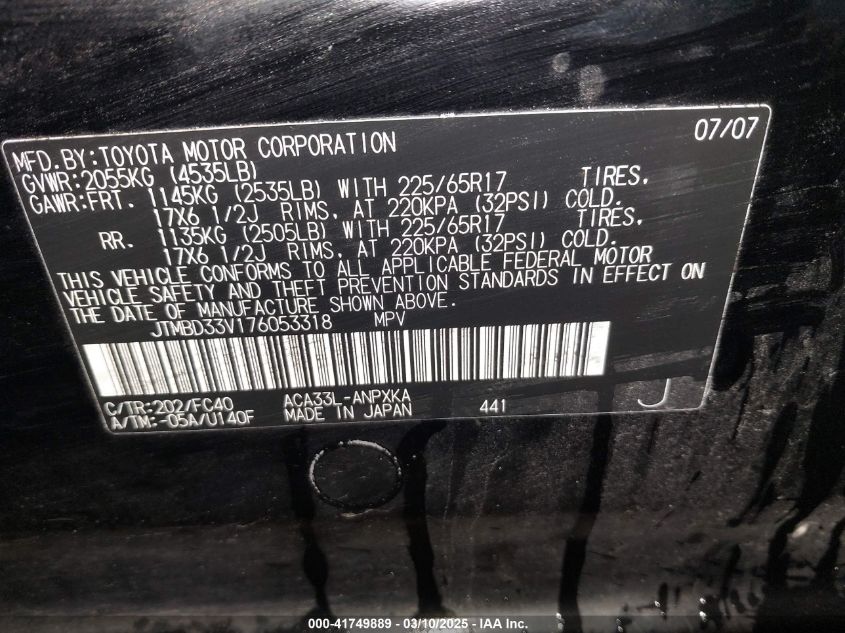 MFD.BY:TOYOTA MOTOR CORPORATION 07/07
GVWR:2055KG (4535LB)
GAWR:FRT. 1145KG (2535LB) WITH 225/65R17 TIRES,
17X6 1/2J RIMS, AT 220KPA (32PSI) COLD.
RR. 1135KG (2505LB) WITH 225/65R17 TIRES,
17X6 1/2J RIMS, AT 220KPA (32PSI) COLD.
THIS VEHICLE CONFORMS TO ALL APPLICABLE FEDERAL MOTOR
VEHICLE SAFETY AND THEFT PREVENTION STANDARDS IN EFFECT ON
THE DATE OF MANUFACTURE SHOWN ABOVE.
JTMBD33V176053318 MPV
C/TR:202/FC40 ACA33L-ANPXKA
A/TM:-05A/U140F MADE IN JAPAN 441 J
000-41749889 - 03/10/2025 - IAA Inc.